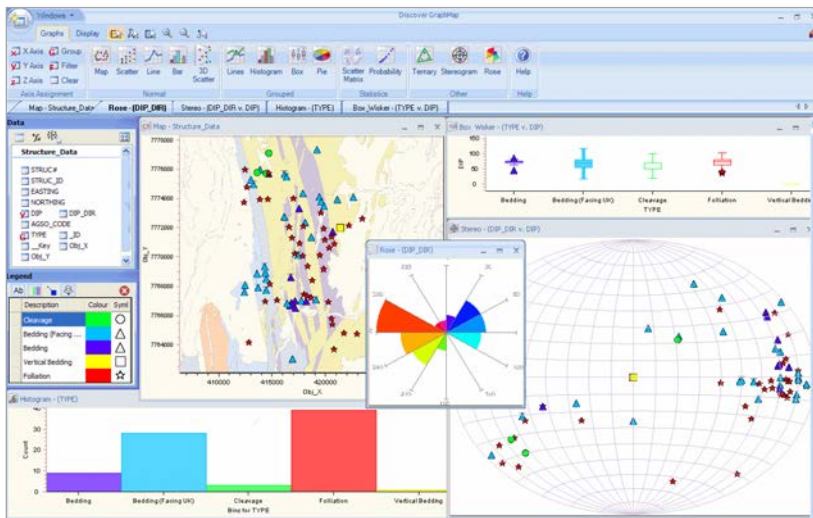 Windows
Discover GraphMap
Graphs Display
X Axis Group
Y Axis Filter
Z Axis Clear
Axis Assignment
Map Scatter Line Bar 3D Scatter
Normal
Lines Histogram Box Pie
Grouped
Scatter Matrix Probability
Statistics
Ternary Stereogram Rose
Other
Help
Help
Map - Structure_Data Rose - (DIP_DIR) Stereo - (DIP_DIR v. DIP) Histogram - (TYPE) Box_Wisker - (TYPE v. DIP)
Data
Structure_Data
STRUC#
STRUC_ID
EASTING
NORTHING
DIP DIP_DIR
AGSO_CODE
TYPE _ID
__Key Obj_X
Obj_Y
Legend
Ab
Description Colour Symb
Cleavage
Bedding (Facing ....
Bedding
Vertical Bedding
Folliation
Map - Structure_Data
7778000
7776000
7774000
7772000
7770000
7768000
7766000
7764000
Obj_Y
410000 415000 420000
Obj_X
Box_Wisker - (TYPE v. DIP)
DIP
150
100
50
0
Bedding Bedding (Facing UK) Cleavage Folliation Vertical Bedding
TYPE
Stereo - (DIP_DIR v. DIP)
Rose - (DIP_DIR)
Histogram - (TYPE)
Count
40
30
20
10
0
Bedding Bedding (Facing UK) Cleavage Folliation Vertical Bedding
Bins for TYPE